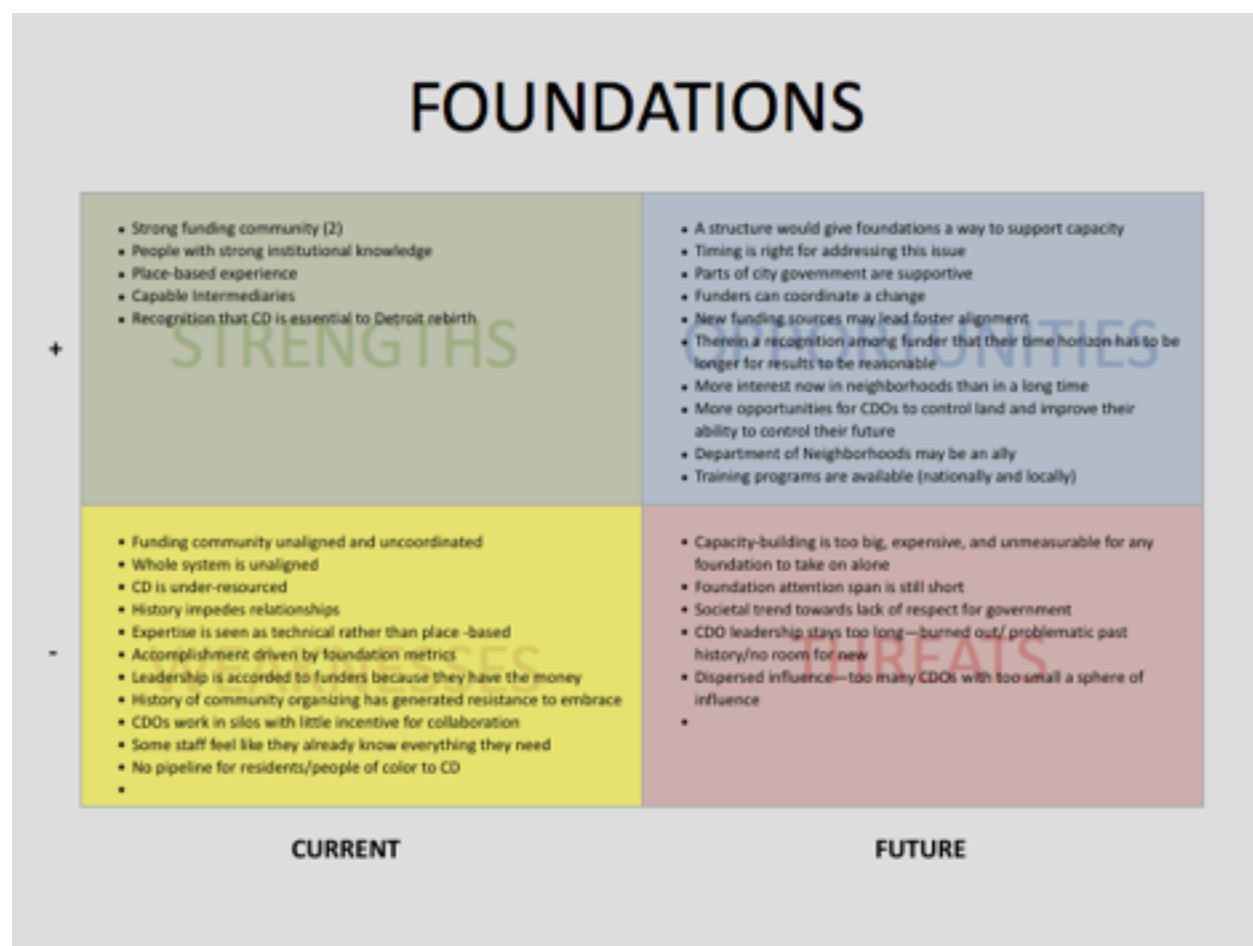 FOUNDATIONS
+
• Strong funding community (2)
• People with strong institutional knowledge
• Place-based experience
• Capable Intermediaries
• Recognition that CD is essential to Detroit rebirth
STRENGTHS
• A structure would give foundations a way to support capacity
• Timing is right for addressing this issue
• Parts of city government are supportive
• Funders can coordinate a change
• New funding sources may lead foster alignment
• Therein a recognition among funder that their time horizon has to be
longer for results to be reasonable
• More interest now in neighborhoods than in a long time
• More opportunities for CDOs to control land and improve their
ability to control their future
• Department of Neighborhoods may be an ally
• Training programs are available (nationally and locally)
OPPORTUNITIES
-
• Funding community unaligned and uncoordinated
• Whole system is unaligned
• CD is under-resourced
• History impedes relationships
• Expertise is seen as technical rather than place -based
• Accomplishment driven by foundation metrics
• Leadership is accorded to funders because they have the money
• History of community organizing has generated resistance to embrace
• CDOs work in silos with little incentive for collaboration
• Some staff feel like they already know everything they need
• No pipeline for residents/people of color to CD
•
WEAKNESSES
• Capacity-building is too big, expensive, and unmeasurable for any
foundation to take on alone
• Foundation attention span is still short
• Societal trend towards lack of respect for government
• CDO leadership stays too long—burned out/ problematic past
history/no room for new
• Dispersed influence—too many CDOs with too small a sphere of
influence
•
THREATS
CURRENT
FUTURE